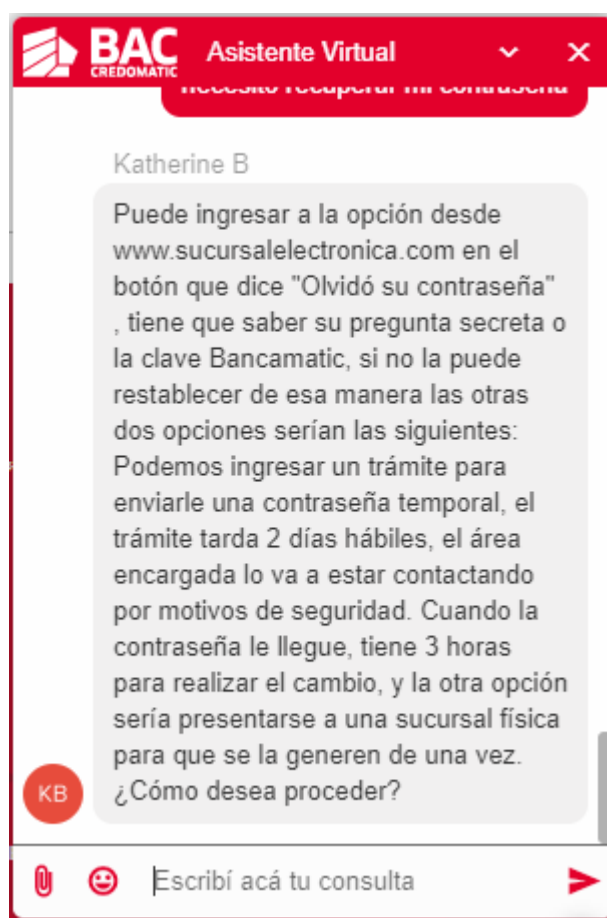 BAC
CREDOMATIC
Asistente Virtual
necesito recuperar mi contraseña
Katherine B
Puede ingresar a la opción desde
www.sucursalelectronica.com en el
botón que dice "Olvidó su contraseña"
, tiene que saber su pregunta secreta o
la clave Bancamatic, si no la puede
restablecer de esa manera las otras
dos opciones serían las siguientes:
Podemos ingresar un trámite para
enviarle una contraseña temporal, el
trámite tarda 2 días hábiles, el área
encargada lo va a estar contactando
por motivos de seguridad. Cuando la
contraseña le llegue, tiene 3 horas
para realizar el cambio, y la otra opción
sería presentarse a una sucursal física
para que se la generen de una vez.
¿Cómo desea proceder?
KB
Escribí acá tu consulta